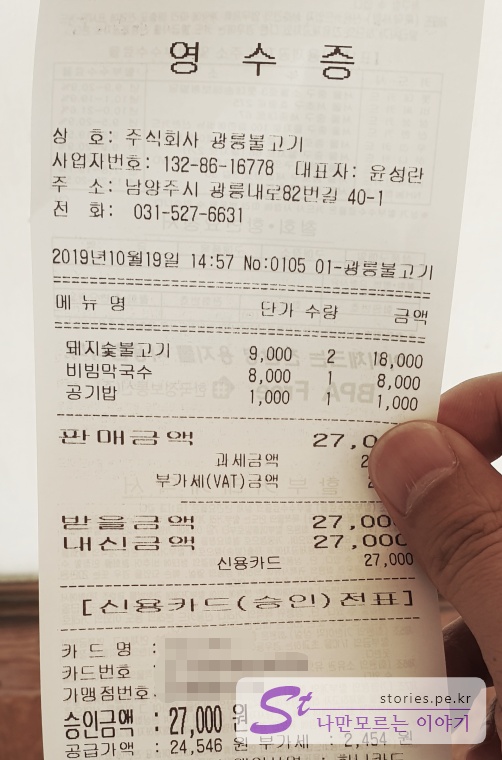 영 수 증
상 호: 주식회사 광릉불고기
사업자번호: 132-86-16778 대표자: 윤성란
주 소: 남양주시 광릉내로82번길 40-1
전 화: 031-527-6631
2019년10월19일 14:57 No:0105 01-광릉불고기
메 뉴 명 단가 수량 금액
돼지숯불고기 9,000 2 18,000
비빔막국수 8,000 8,000
공기밥 1,000 1 1,000
판매금액 27,0
과세금액
부가세(VAT)금액
받을금액 27,000
내신금액 27,000
신용카드 27,000
[신용카드(승인)전표]
카 드 명 :
카드번호 :
가맹점번호:
승인금액 : 27,000 원
공급가액 : 24,546 원 부가세 : 2,454 원
: 하나카드
St
stories.pe.kr
나만모르는 이야기